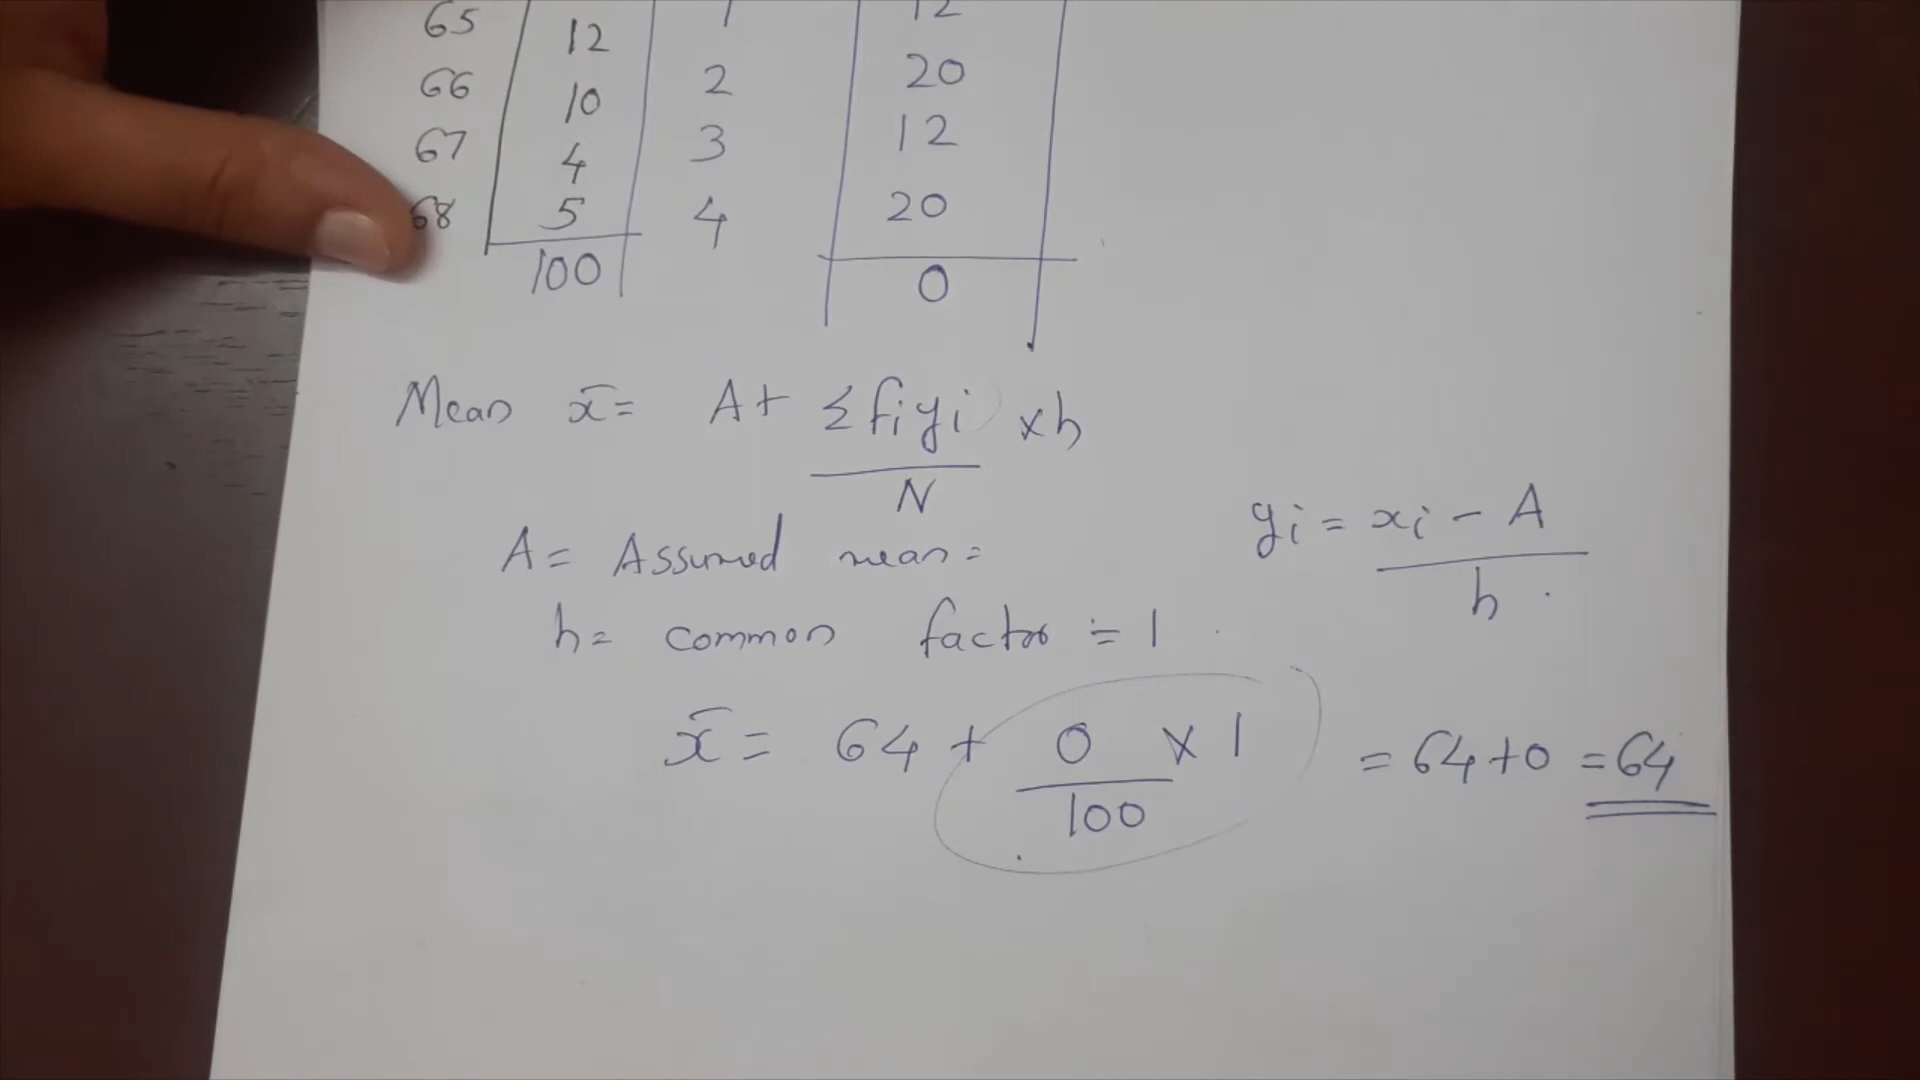 65 12 1 12
66 10 2 20
67 4 3 12
68 5 4 20
100 0
Mean x̄ = A + Σfiyi × h
N
A = Assumed mean =
yi = xi - A
h
h = common factor = 1
x̄ = 64 + 0 × 1 = 64 + 0 = 64
100